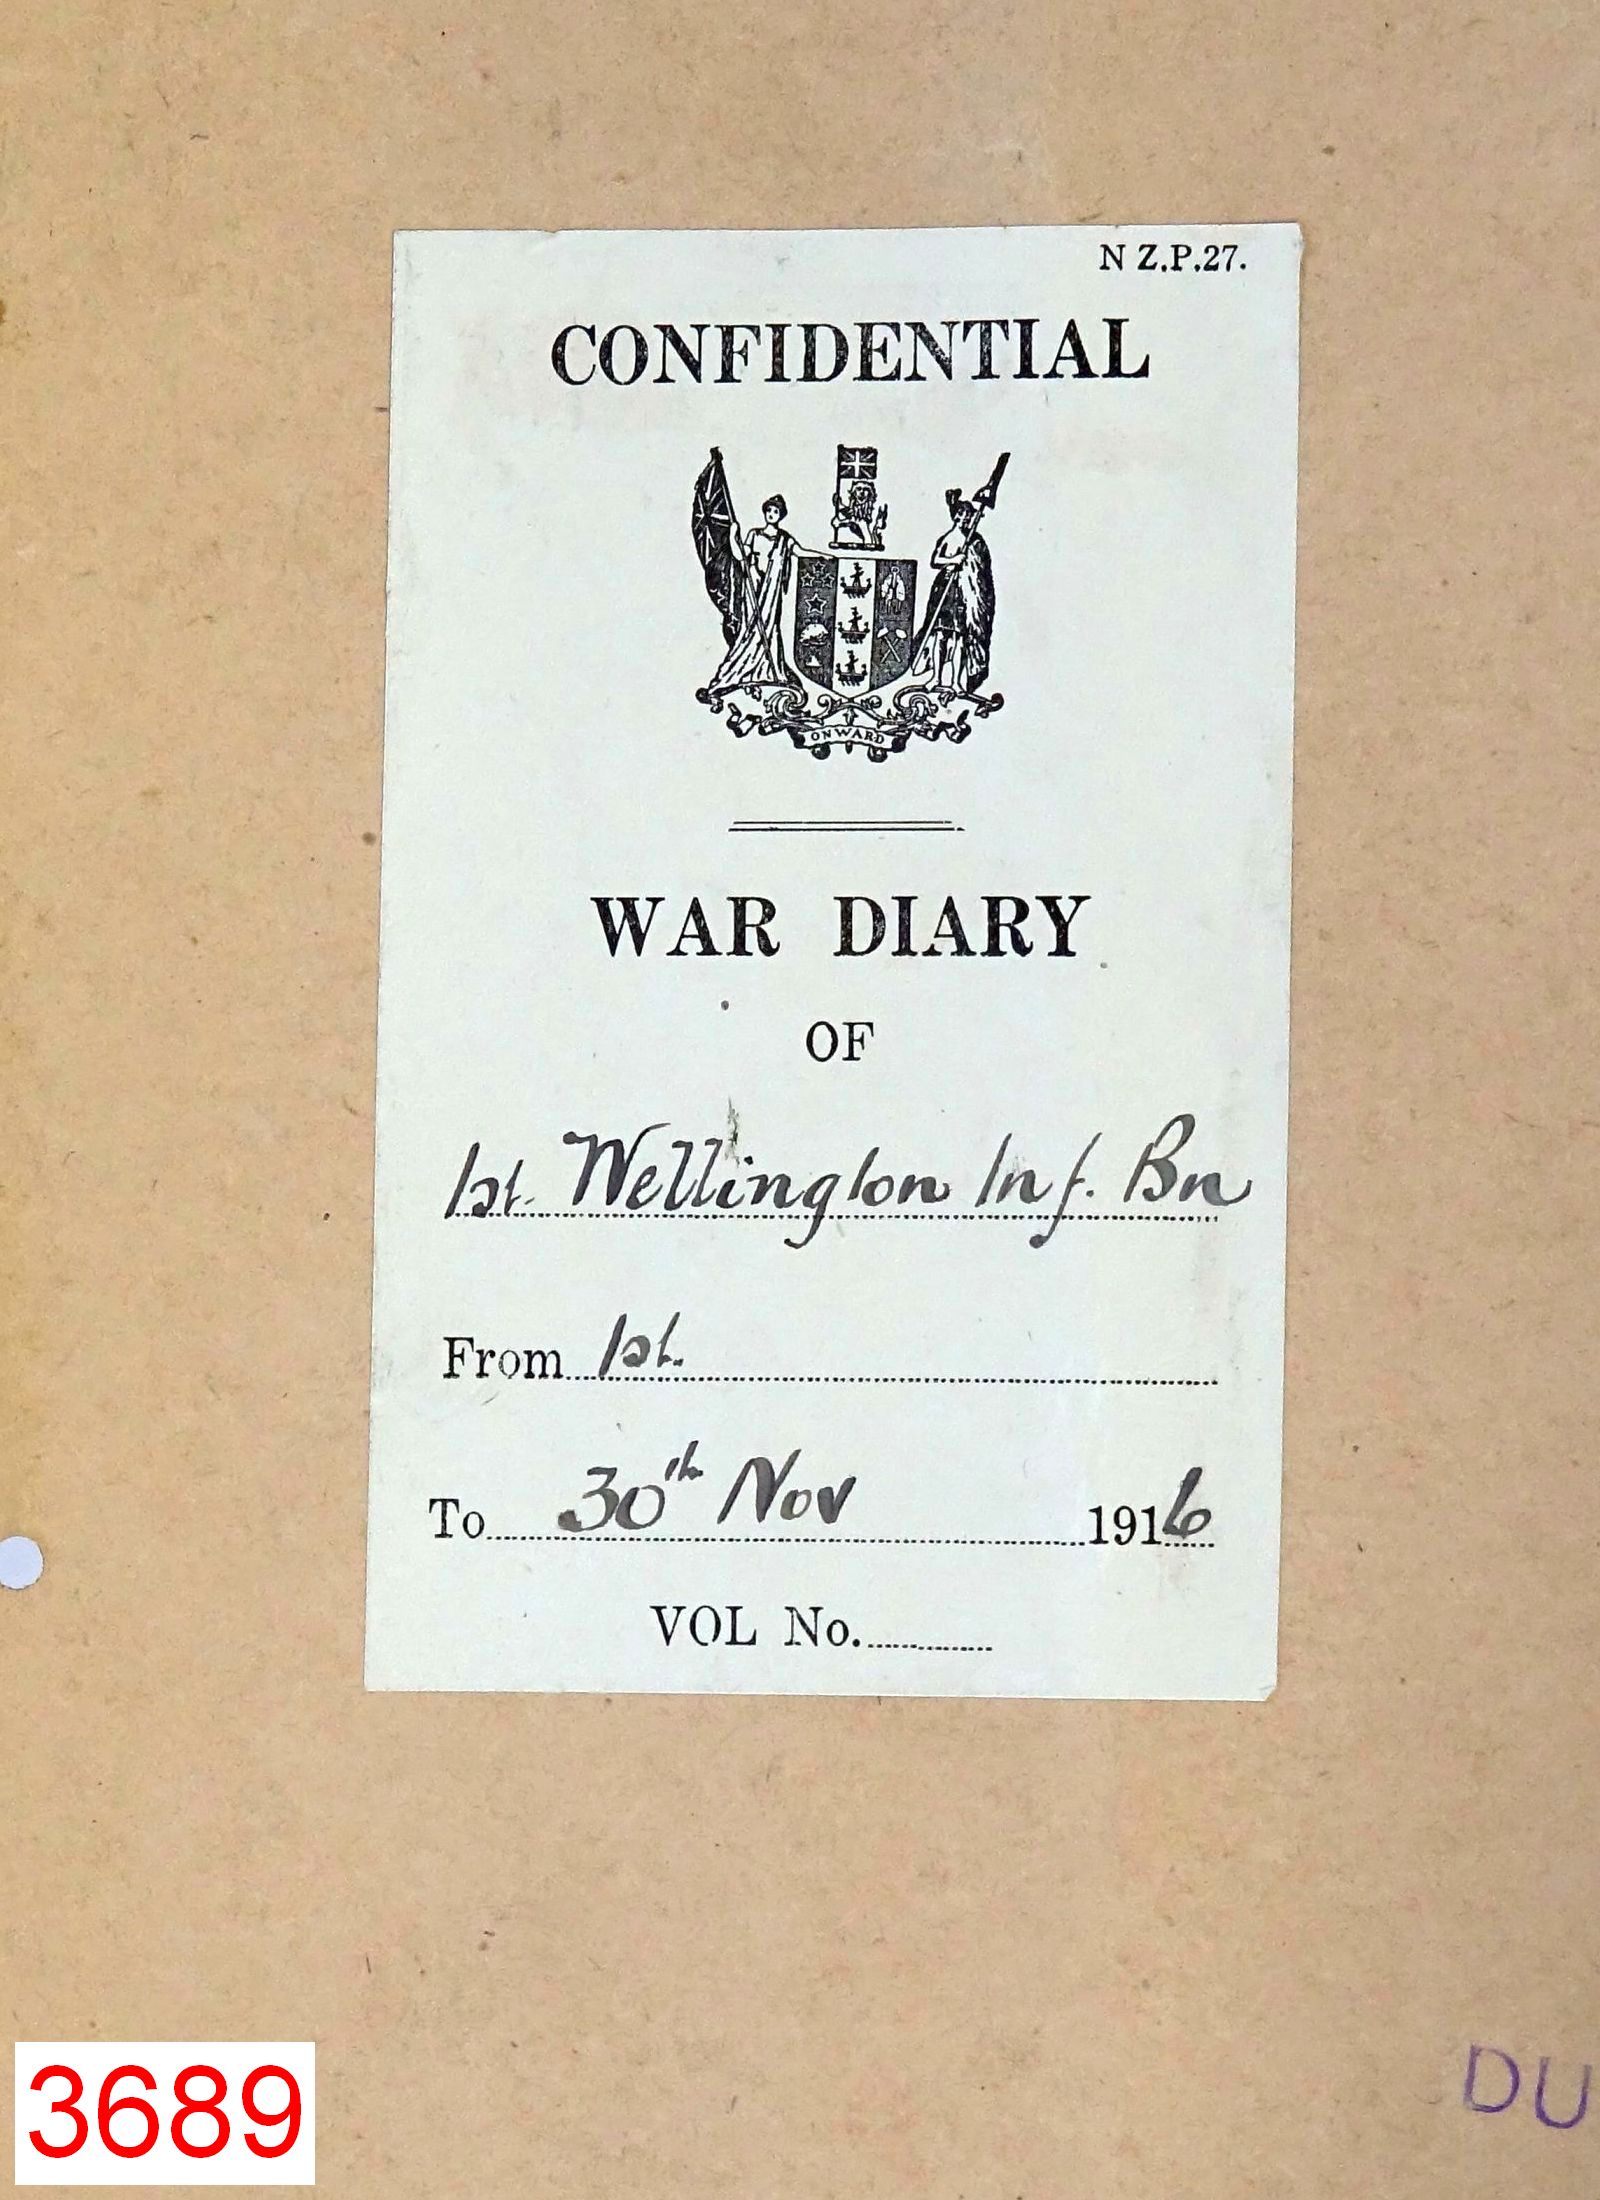 N Z.P.27.
CONFIDENTIAL
ONWARD
WAR DIARY
OF
1st. Wellington Inf. Bn
From 1st.
To 30th Nov 1916
VOL No.
3689
DU